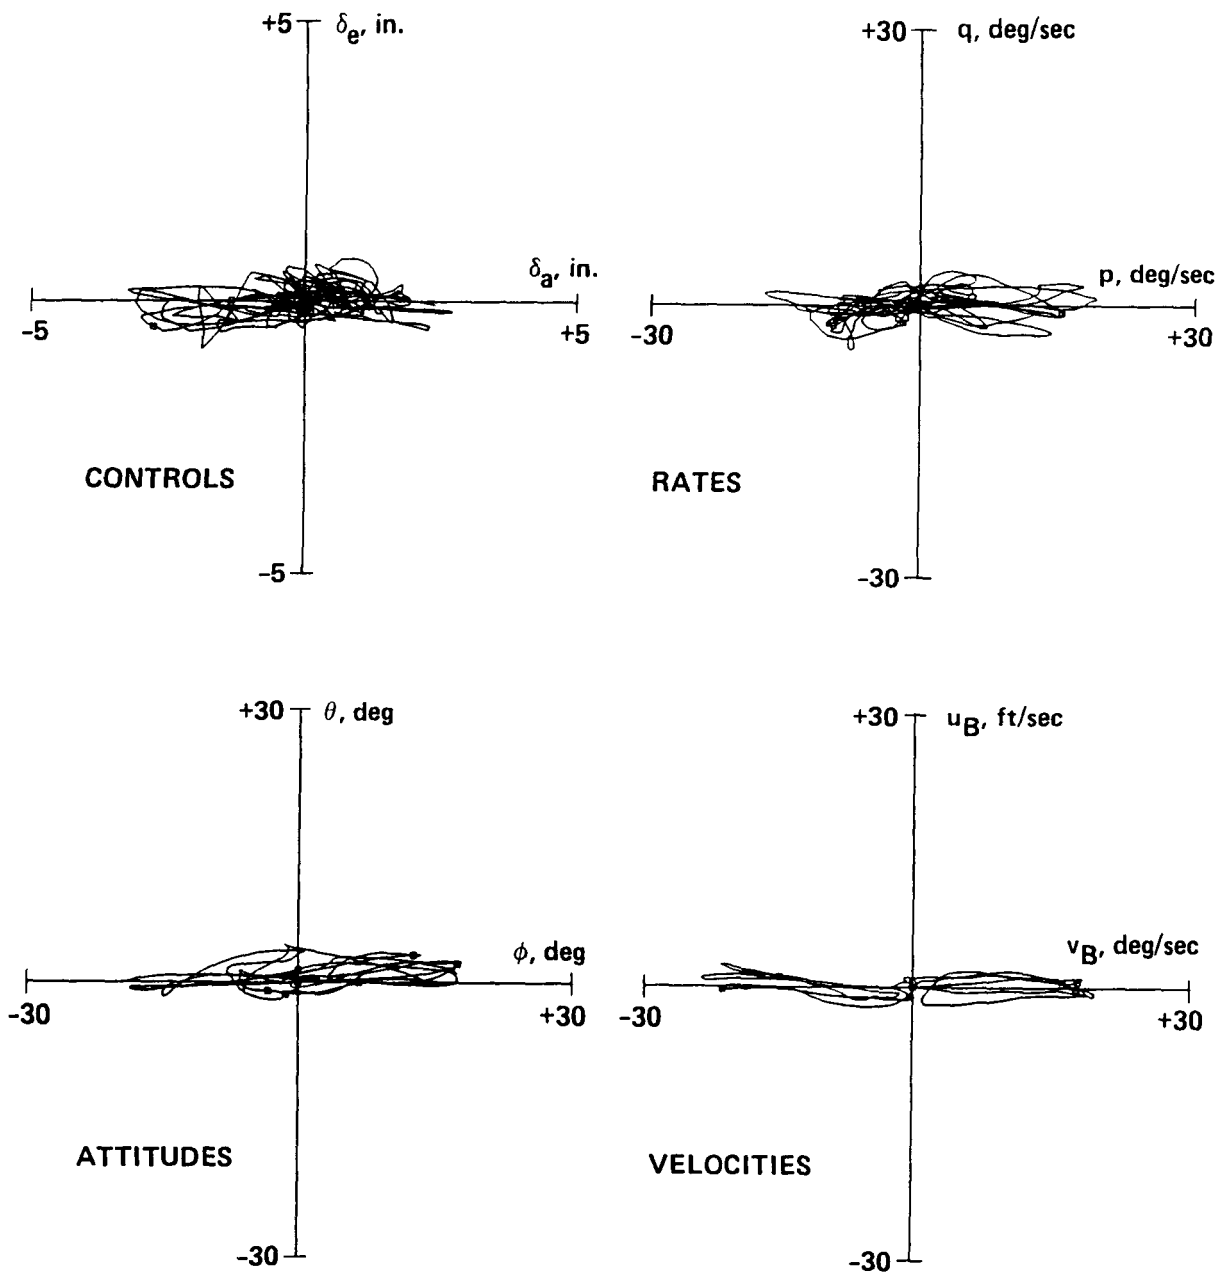 +5 δe, in.
δa, in.
-5 +5
CONTROLS
-5
+30 q, deg/sec
p, deg/sec
-30 +30
RATES
-30
+30 θ, deg
ϕ, deg
-30 +30
ATTITUDES
-30
+30 uB, ft/sec
vB, deg/sec
-30 +30
VELOCITIES
-30